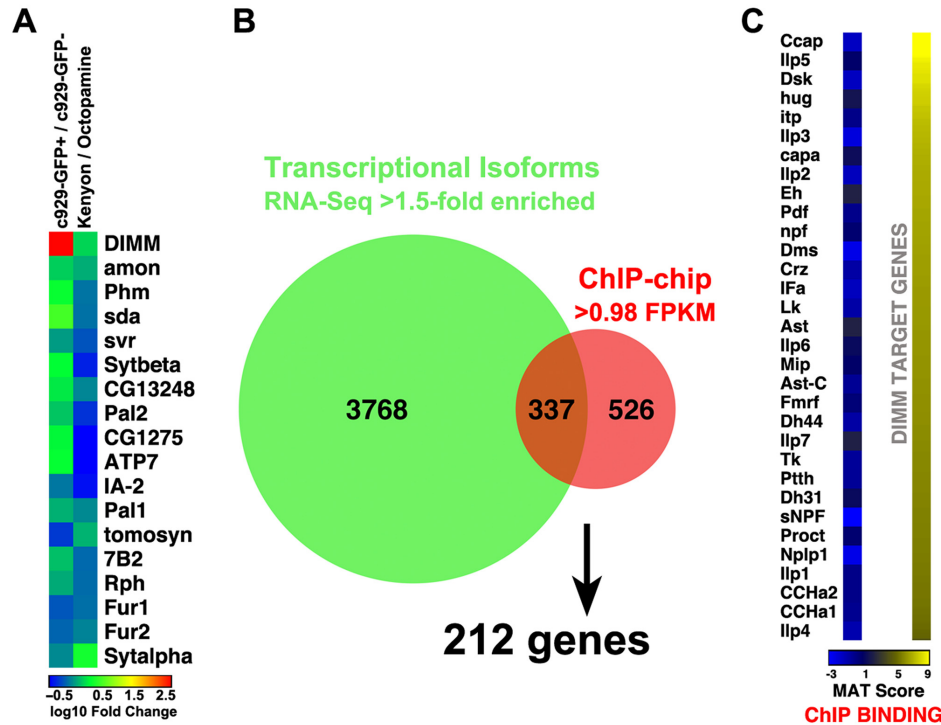 A
B
C
c929-GFP+ / c929-GFP-
Kenyon / Octopamine
DIMM
amon
Phm
sda
svr
Sytbeta
CG13248
Pal2
CG1275
ATP7
IA-2
Pal1
tomosyn
7B2
Rph
Fur1
Fur2
Sytalpha
−0.5 0.5 2.5
log10 Fold Change
Transcriptional Isoforms
RNA-Seq >1.5-fold enriched
ChIP-chip
>0.98 FPKM
3768
337
526
212 genes
Ccap
Ilp5
Dsk
hug
itp
Ilp3
capa
Ilp2
Eh
Pdf
npf
Dms
Crz
IFa
Lk
Ast
Ilp6
Mip
Ast-C
Fmrf
Dh44
Ilp7
Tk
Ptth
Dh31
sNPF
Proct
Nplp1
Ilp1
CCHa2
CCHa1
Ilp4
DIMM TARGET GENES
-3 3 6 9
MAT Score
ChIP BINDING